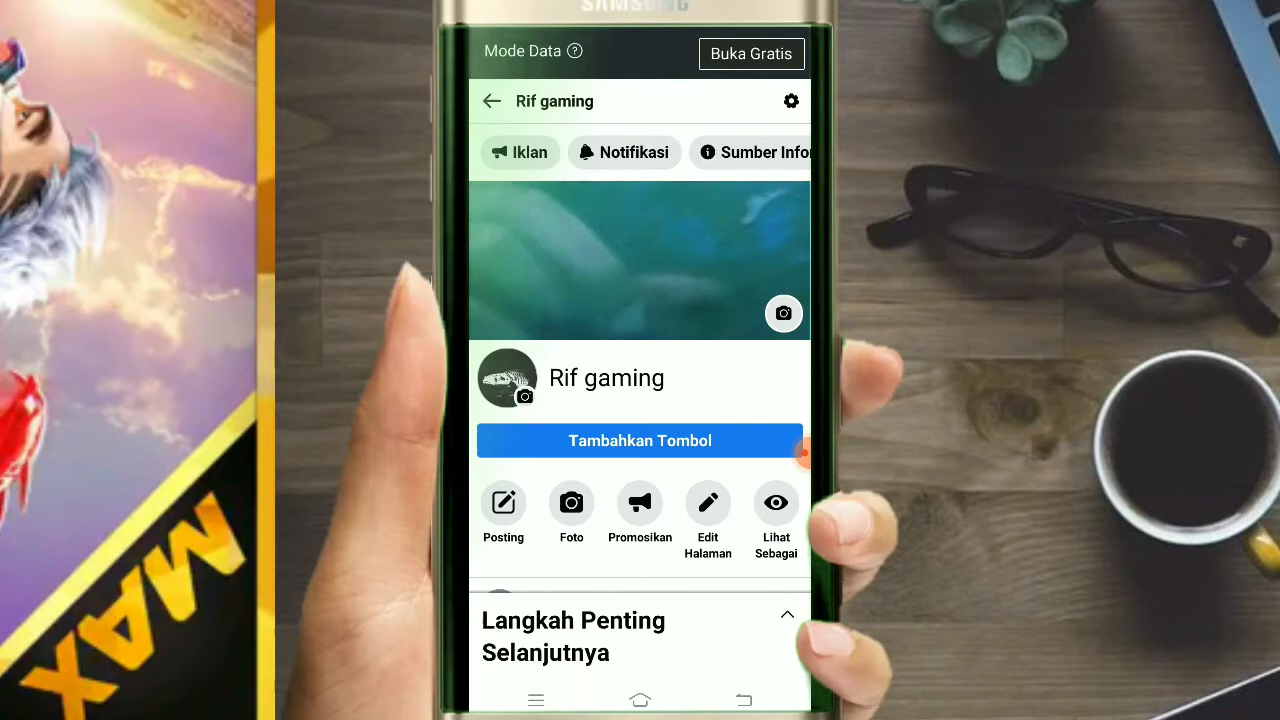 SAMSUNG
Mode Data
Buka Gratis
Rif gaming
Iklan
Notifikasi
Sumber Info
Rif gaming
Tambahkan Tombol
Posting
Foto
Promosikan
Edit
Halaman
Lihat
Sebagai
Langkah Penting
Selanjutnya
MAX